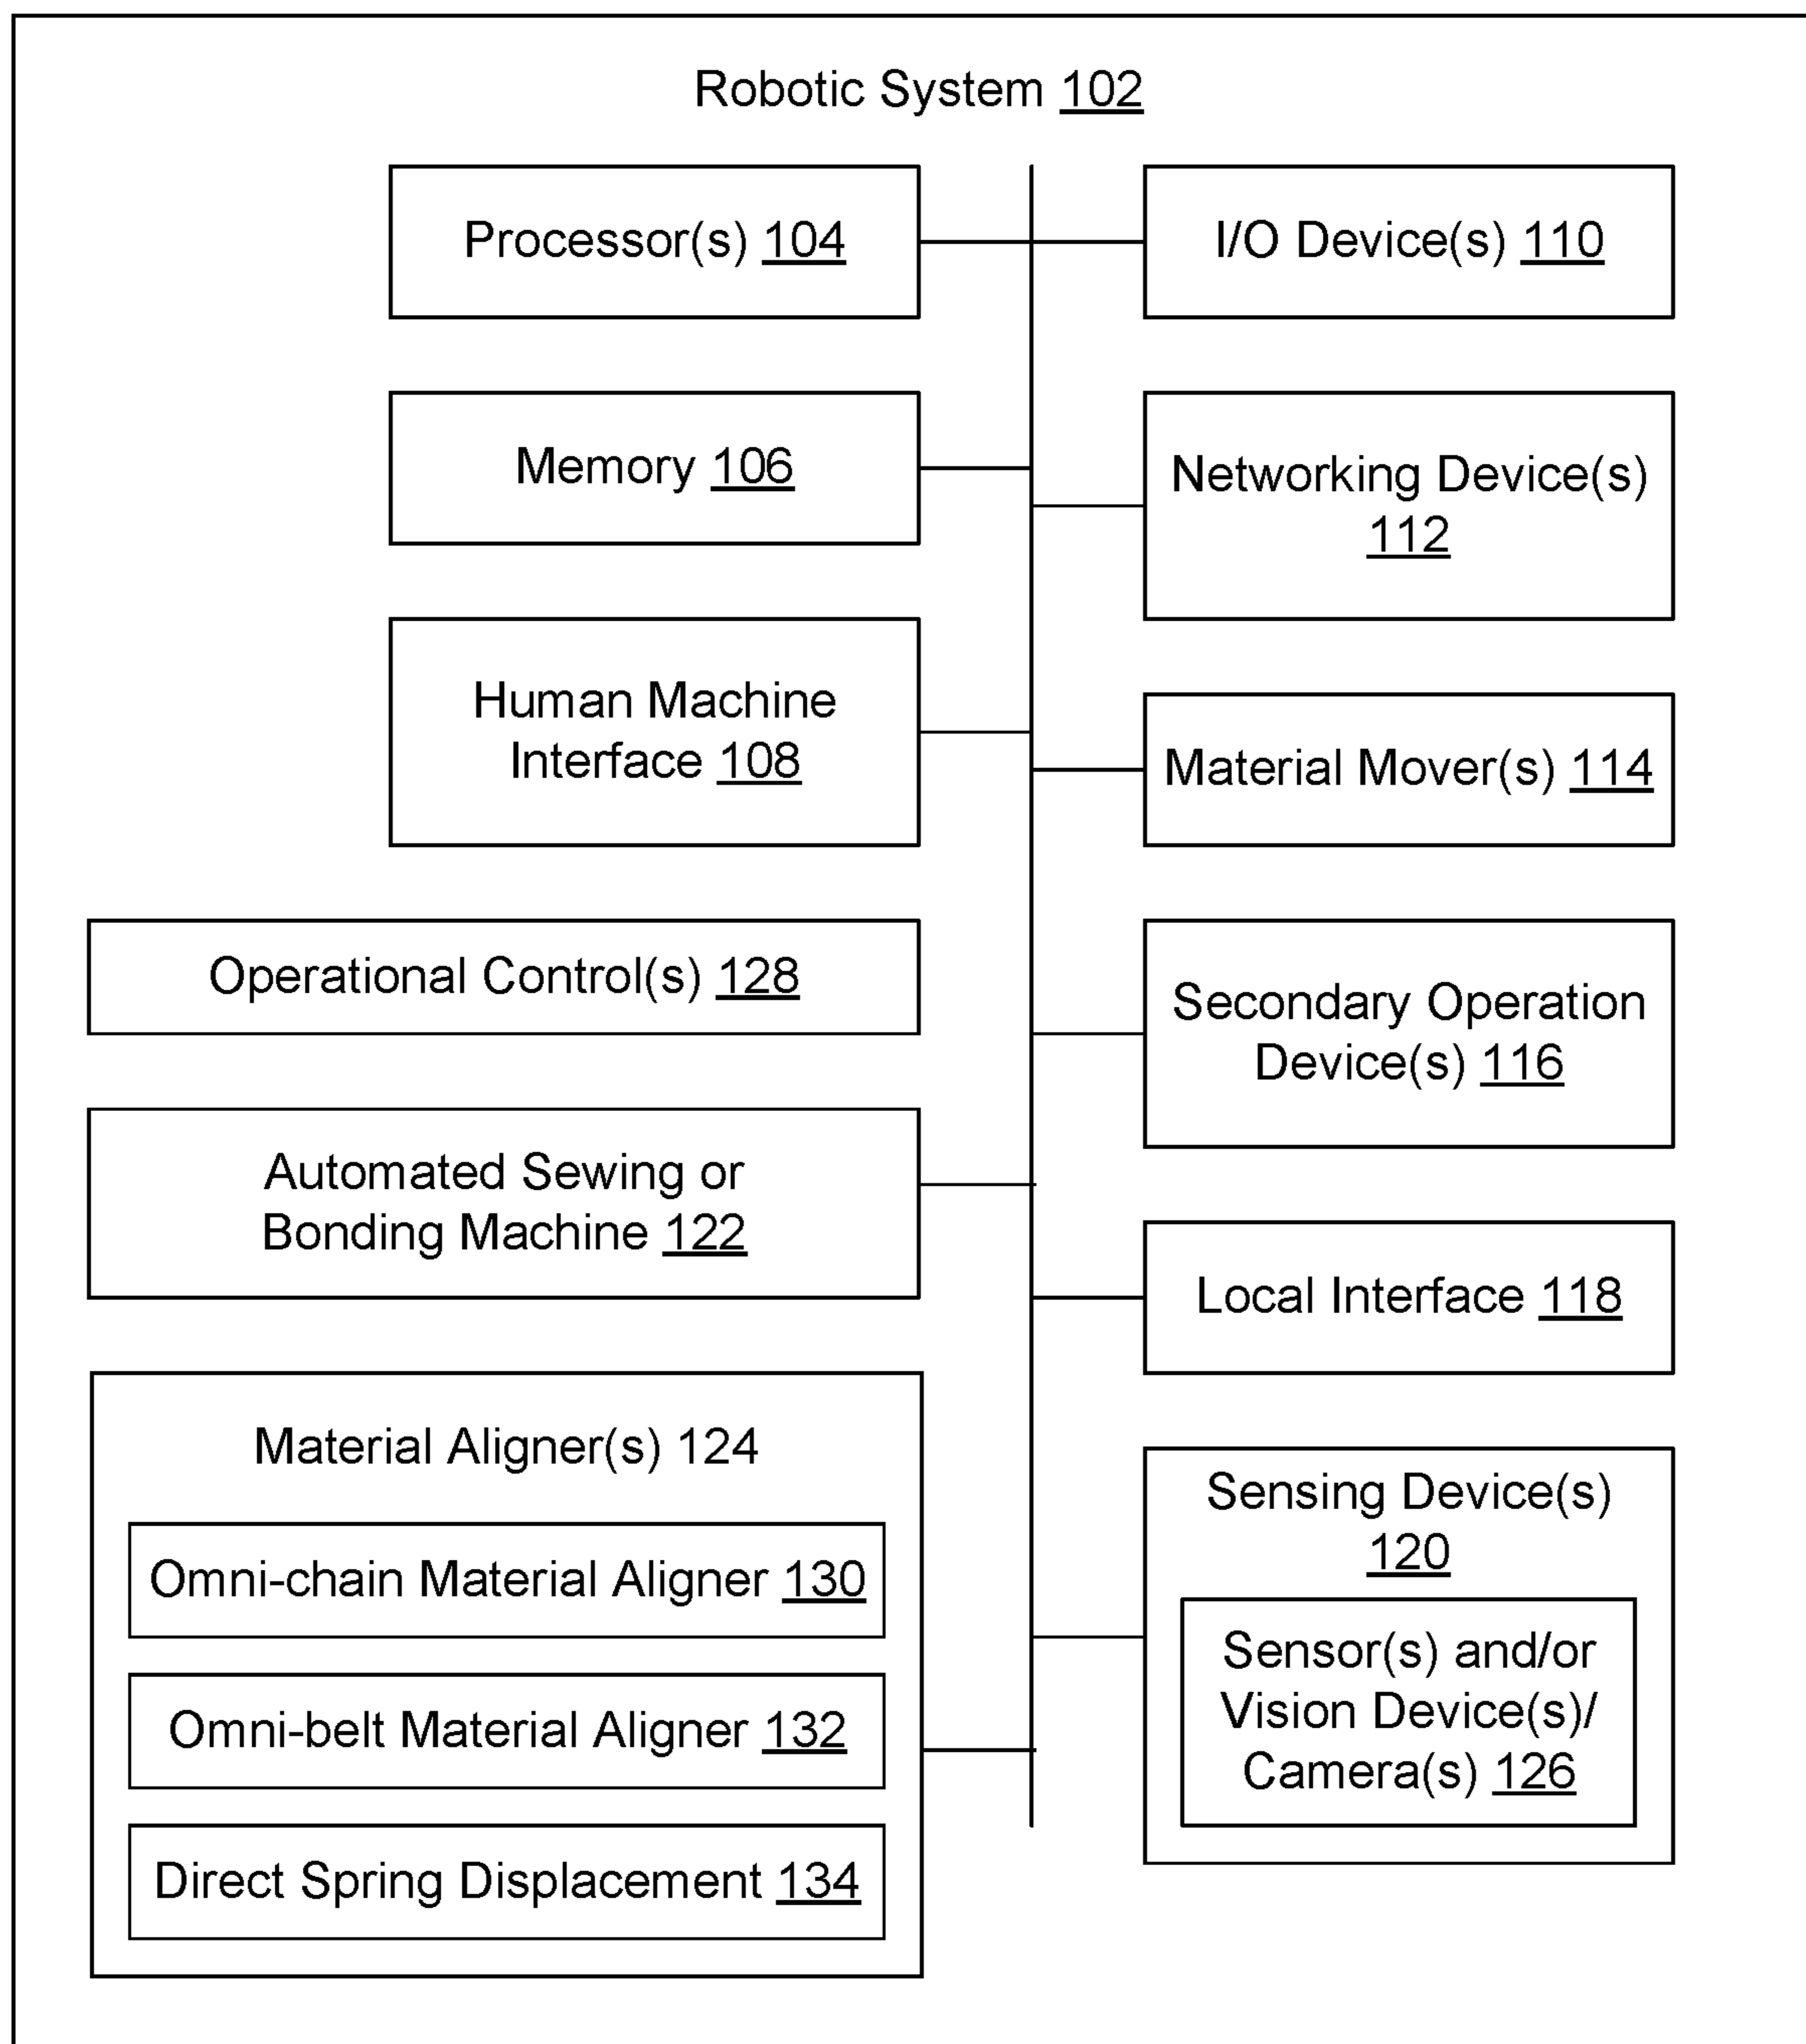 Robotic System 102
Processor(s) 104
I/O Device(s) 110
Memory 106
Networking Device(s)
112
Human Machine
Interface 108
Material Mover(s) 114
Operational Control(s) 128
Secondary Operation
Device(s) 116
Automated Sewing or
Bonding Machine 122
Local Interface 118
Material Aligner(s) 124
Omni-chain Material Aligner 130
Omni-belt Material Aligner 132
Direct Spring Displacement 134
Sensing Device(s)
120
Sensor(s) and/or
Vision Device(s)/
Camera(s) 126